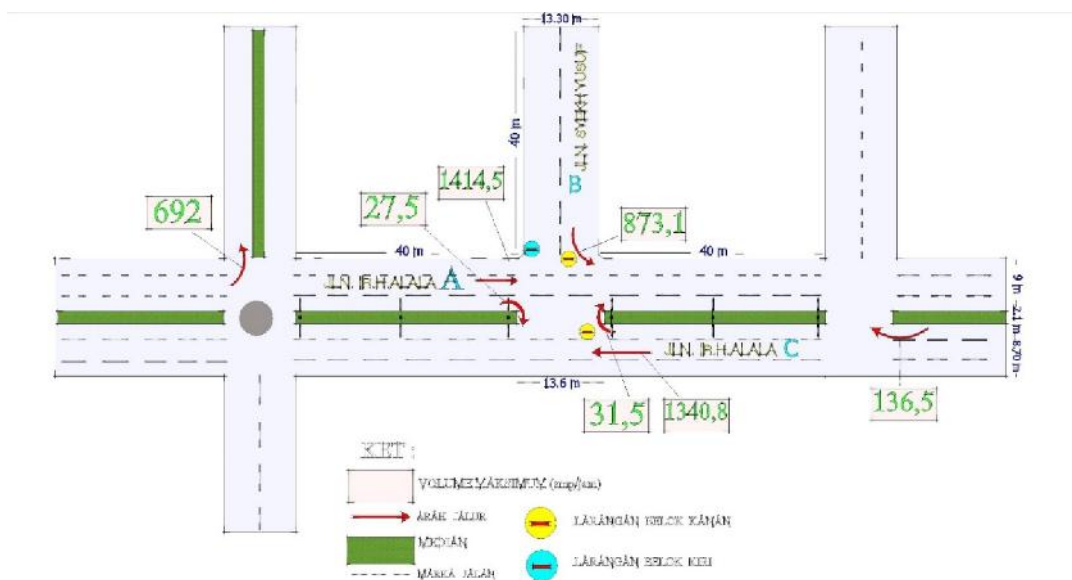 13.30 m
JLN. SYEKH YUSUF
40 m
B
1414,5
27,5
692
873,1
40 m
40 m
JLN. IR.H.ALALA A
9 m
2.1 m
8.70 m
JLN. IR.H.ALALA C
13.6 m
31,5
1340,8
136,5
KET :
VOLUME MAKSIMUM (smp/jam)
ARAH JALUR
LARANGAN BELOK KANAN
MEDIAN
LARANGAN BELOK KIRI
MARKA JALAN